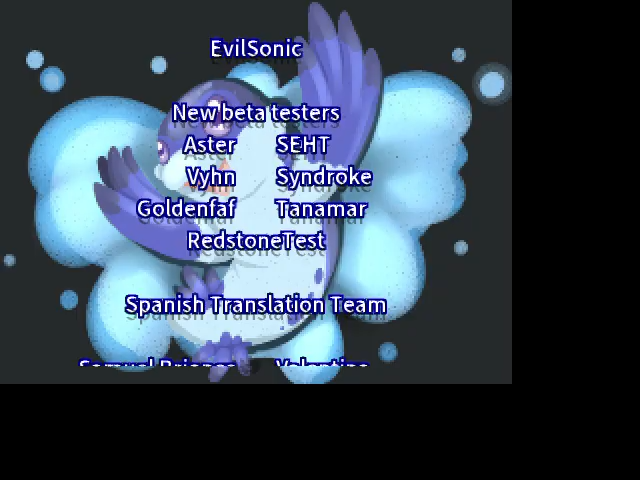 EvilSonic
New beta testers
Aster SEHT
Vyhn Syndroke
Goldenfaf Tanamar
RedstoneTest
Spanish Translation Team